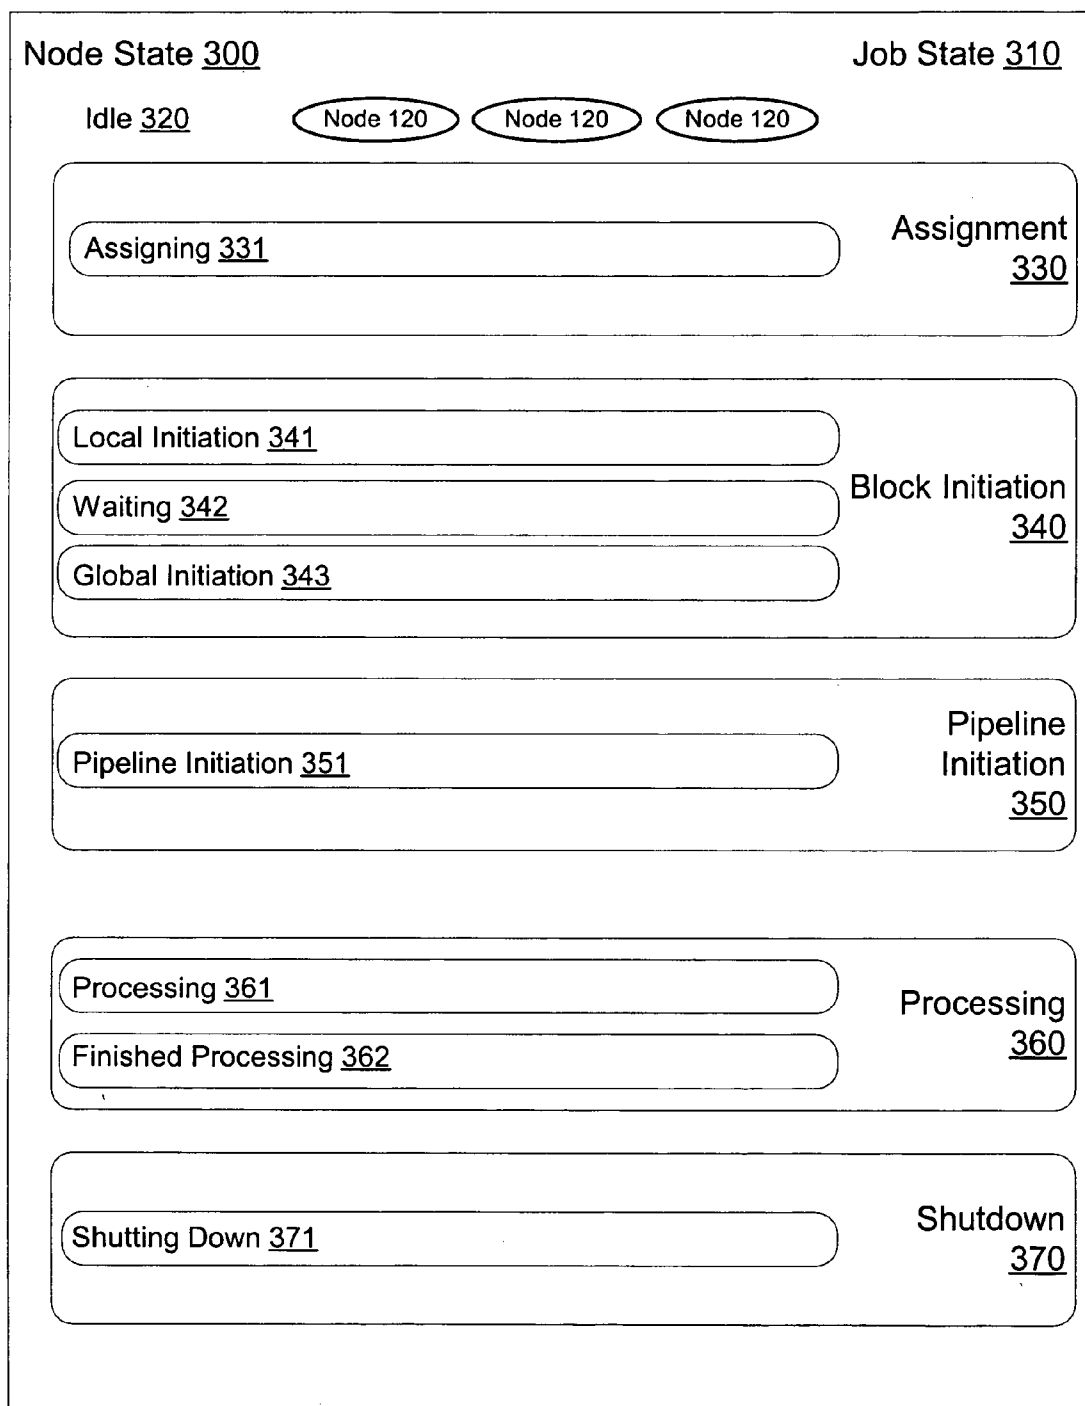 Node State 300
Job State 310
Idle 320
Node 120
Node 120
Node 120
Assigning 331
Assignment
330
Local Initiation 341
Waiting 342
Global Initiation 343
Block Initiation
340
Pipeline Initiation 351
Pipeline
Initiation
350
Processing 361
Finished Processing 362
Processing
360
Shutting Down 371
Shutdown
370